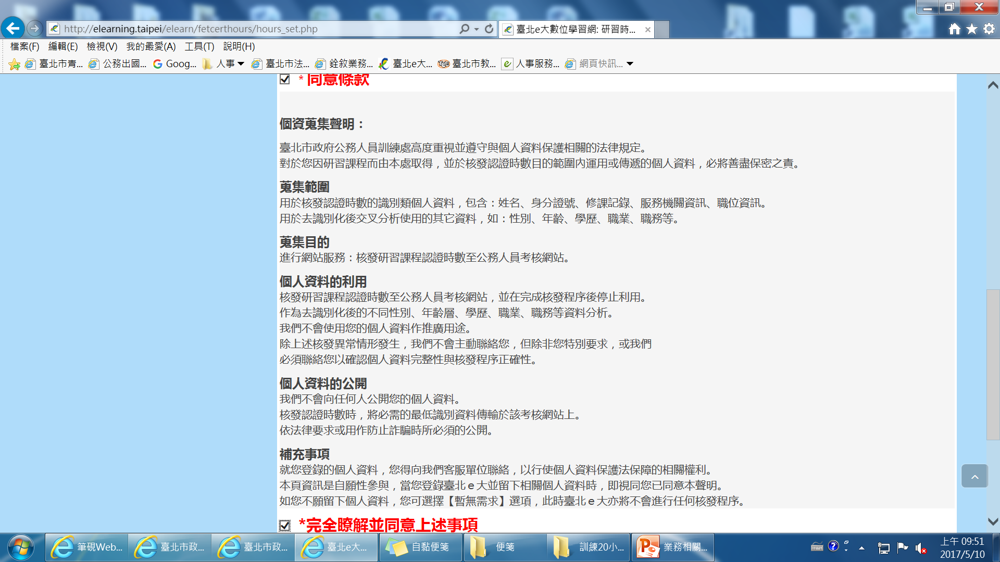 http://elearning.taipei/elearn/fetcerthours/hours_set.php
臺北e大數位學習網: 研習時...
檔案(F) 編輯(E) 檢視(V) 我的最愛(A) 工具(T) 說明(H)
臺北市青... 公務出國... Goog... 人事 臺北市法... 銓敘業務... 臺北e大... 臺北市教... 人事服務... 網頁快訊...
* 同意條款
個資蒐集聲明：
臺北市政府公務人員訓練處高度重視並遵守與個人資料保護相關的法律規定。
對於您因研習課程而由本處取得，並於核發認證時數目的範圍內運用或傳遞的個人資料，必將善盡保密之責。
蒐集範圍
用於核發認證時數的識別類個人資料，包含：姓名、身分證號、修課記錄、服務機關資訊、職位資訊。
用於去識別化後交叉分析使用的其它資料，如：性別、年齡、學歷、職業、職務等。
蒐集目的
進行網站服務：核發研習課程認證時數至公務人員考核網站。
個人資料的利用
核發研習課程認證時數至公務人員考核網站，並在完成核發程序後停止利用。
作為去識別化後的不同性別、年齡層、學歷、職業、職務等資料分析。
我們不會使用您的個人資料作推廣用途。
除上述核發異常情形發生，我們不會主動聯絡您，但除非您特別要求，或我們
必須聯絡您以確認個人資料完整性與核發程序正確性。
個人資料的公開
我們不會向任何人公開您的個人資料。
核發認證時數時，將必需的最低識別資料傳輸於該考核網站上。
依法律要求或用作防止詐騙時所必須的公開。
補充事項
就您登錄的個人資料，您得向我們客服單位聯絡，以行使個人資料保護法保障的相關權利。
本頁資訊是自願性參與，當您登錄臺北ｅ大並留下相關個人資料時，即視同您已同意本聲明。
如您不願留下個人資料，您可選擇【暫無需求】選項，此時臺北ｅ大亦將不會進行任何核發程序。
*完全瞭解並同意上述事項
筆硯Web... 臺北市政... 臺北市政... 臺北e大... 自黏便箋 便箋 訓練20小... 業務相關...
上午 09:51
2017/5/10